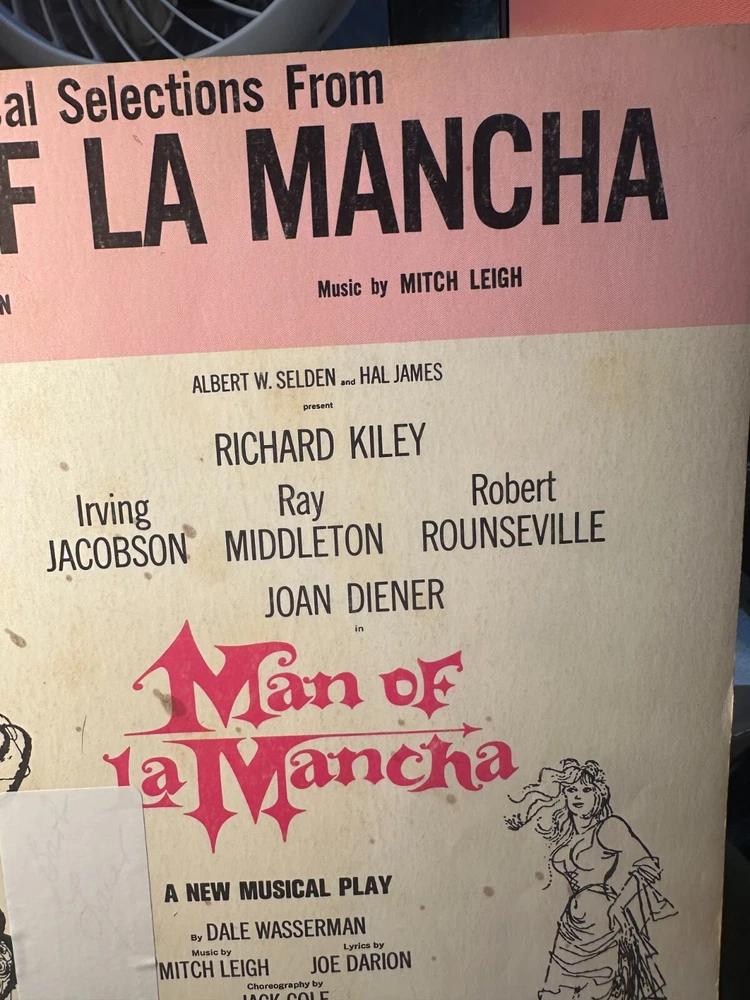 al Selections From
F LA MANCHA
N
Music by MITCH LEIGH
ALBERT W. SELDEN and HAL JAMES
present
RICHARD KILEY
Irving JACOBSON
Ray MIDDLETON
Robert ROUNSEVILLE
JOAN DIENER
in
Man of
la Mancha
A NEW MUSICAL PLAY
By DALE WASSERMAN
Music by MITCH LEIGH
Lyrics by JOE DARION
Choreography by
JACK COLE